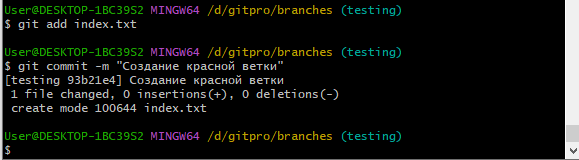 User@DESKTOP-1BC39S2 MINGW64 /d/gitpro/branches (testing)
$ git add index.txt
User@DESKTOP-1BC39S2 MINGW64 /d/gitpro/branches (testing)
$ git commit -m "Создание красной ветки"
[testing 93b21e4] Создание красной ветки
1 file changed, 0 insertions(+), 0 deletions(-)
create mode 100644 index.txt
User@DESKTOP-1BC39S2 MINGW64 /d/gitpro/branches (testing)
$